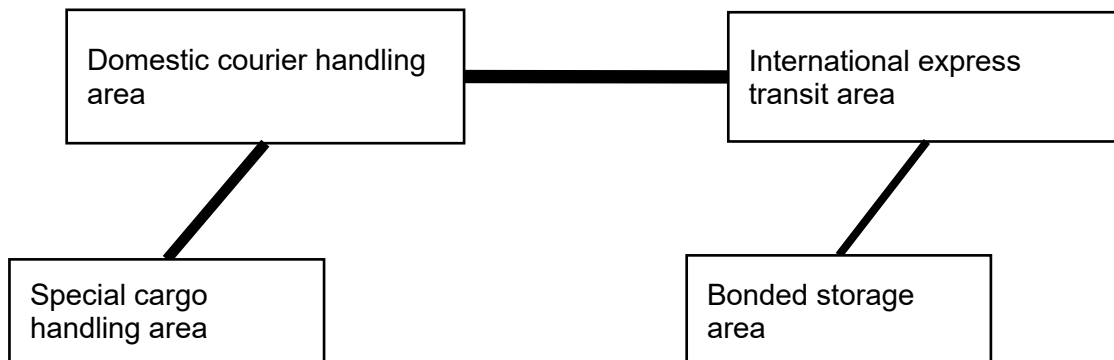 Domestic courier handling
area
International express
transit area
Special cargo
handling area
Bonded storage
area